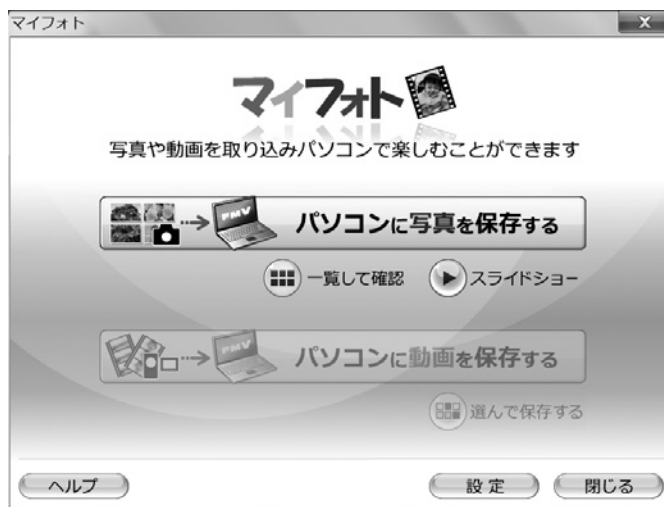 マイフォト
X
マイフォト
写真や動画を取り込みパソコンで楽しむことができます
FMV パソコンに写真を保存する
一覧して確認 スライドショー
FMV パソコンに動画を保存する
選んで保存する
ヘルプ 設定 閉じる